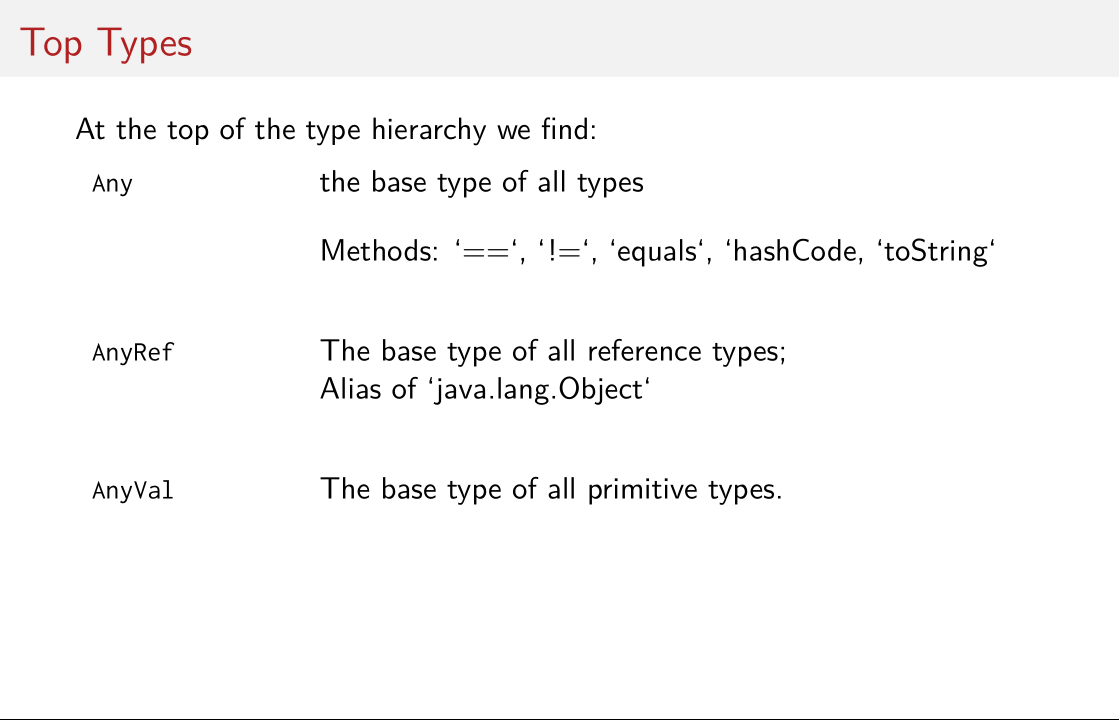 Top Types
At the top of the type hierarchy we find:
Any the base type of all types
Methods: ‘==‘, ‘!=‘, ‘equals‘, ‘hashCode, ‘toString‘
AnyRef The base type of all reference types;
Alias of ‘java.lang.Object‘
AnyVal The base type of all primitive types.